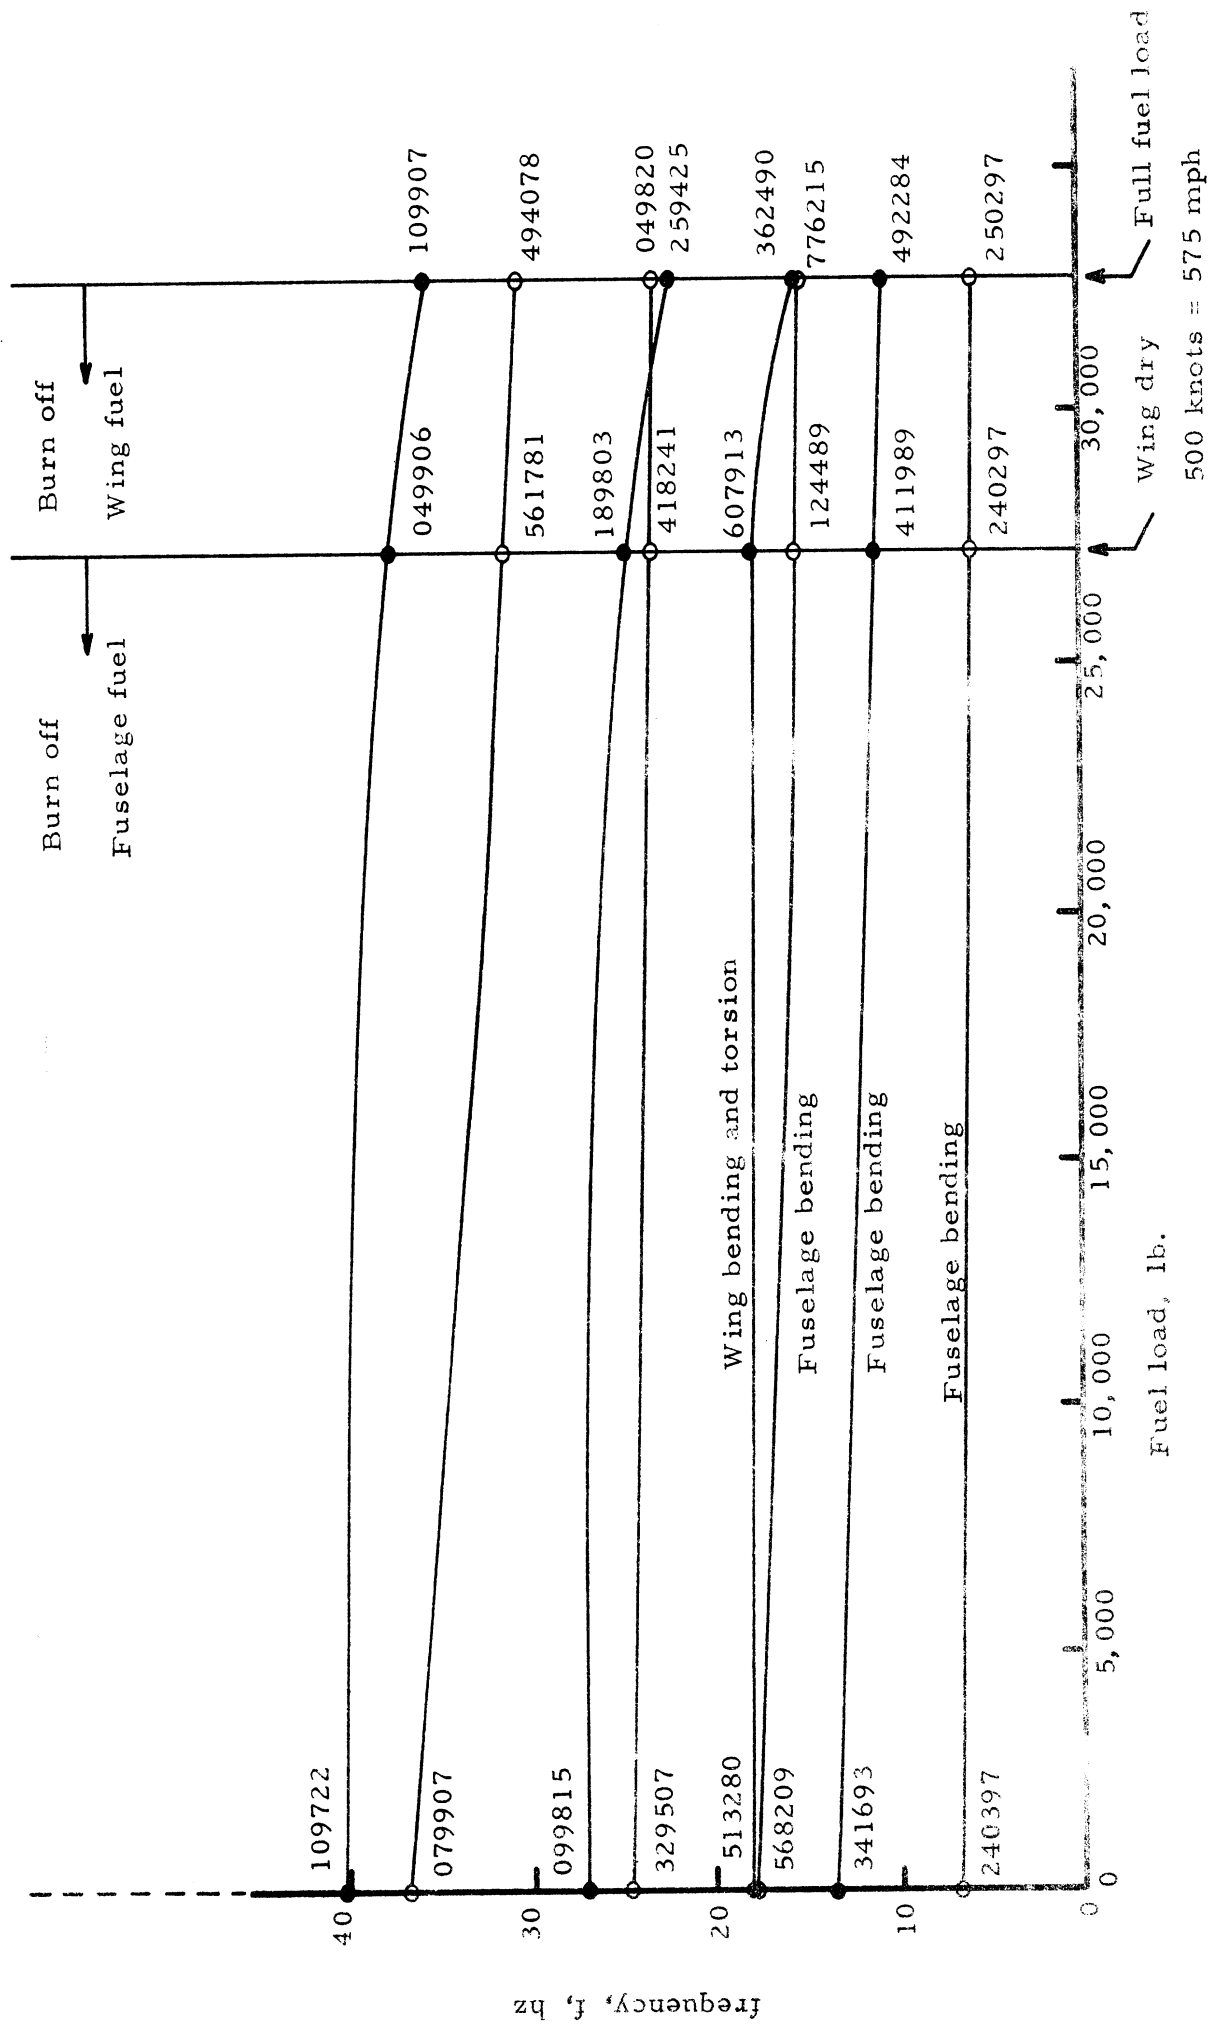 Burn off
Fuselage fuel
Burn off
Wing fuel
109722
049906
109907
079907
561781
494078
099815
189803
049820
259425
329507
418241
513280
607913
362490
Wing bending and torsion
568209
124489
776215
Fuselage bending
341693
411989
492284
Fuselage bending
240397
240297
250297
Fuselage bending
40
30
20
10
0
frequency, f, hz
0
5,000
10,000
15,000
20,000
25,000
30,000
Fuel load, lb.
Wing dry
Full fuel load
500 knots = 575 mph